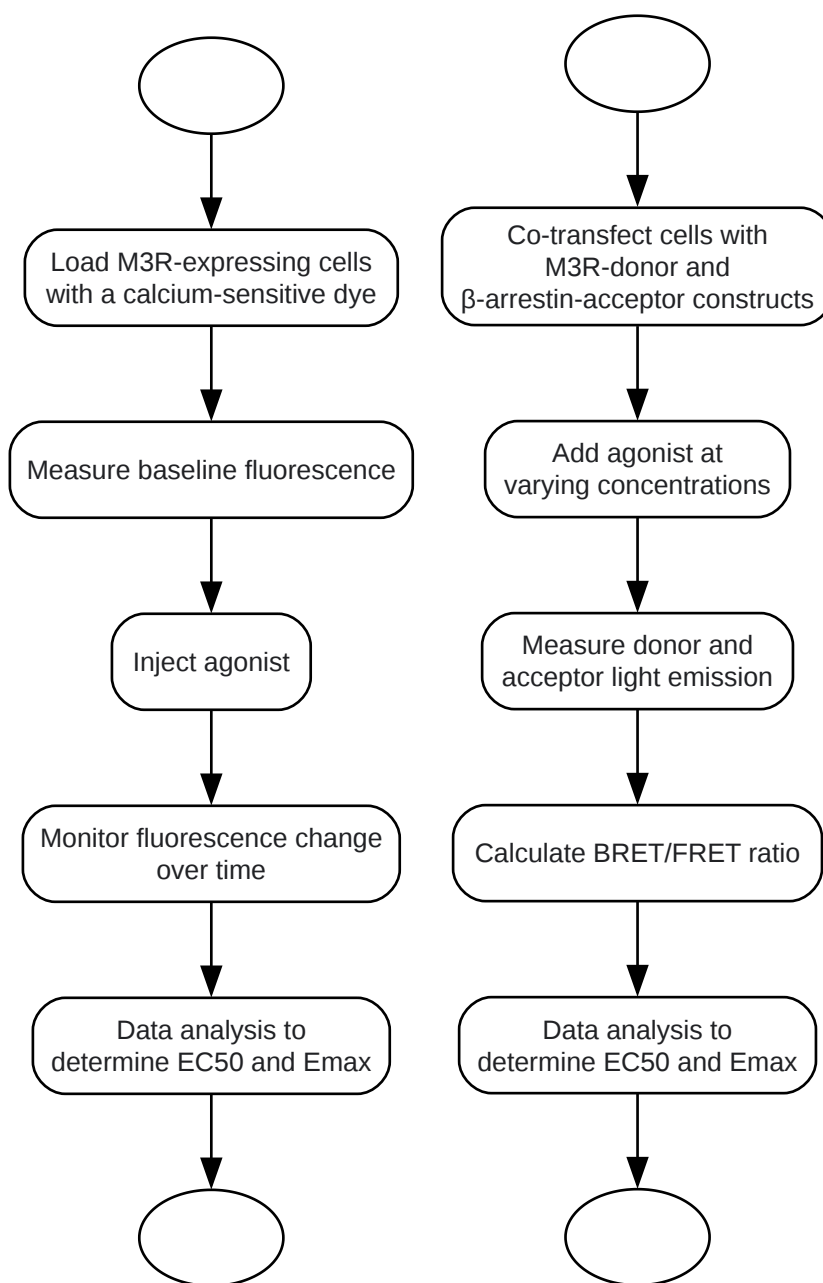 Load M3R-expressing cells
with a calcium-sensitive dye
Measure baseline fluorescence
Inject agonist
Monitor fluorescence change
over time
Data analysis to
determine EC50 and Emax
Co-transfect cells with
M3R-donor and
β-arrestin-acceptor constructs
Add agonist at
varying concentrations
Measure donor and
acceptor light emission
Calculate BRET/FRET ratio
Data analysis to
determine EC50 and Emax